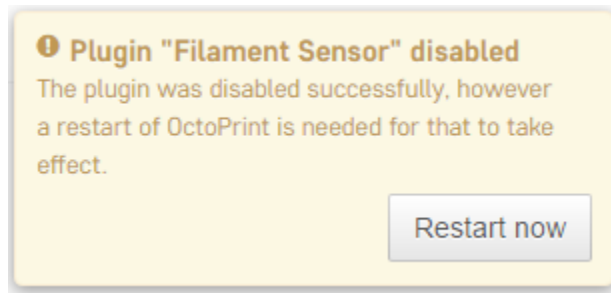 Plugin "Filament Sensor" disabled
The plugin was disabled successfully, however
a restart of OctoPrint is needed for that to take
effect.
Restart now